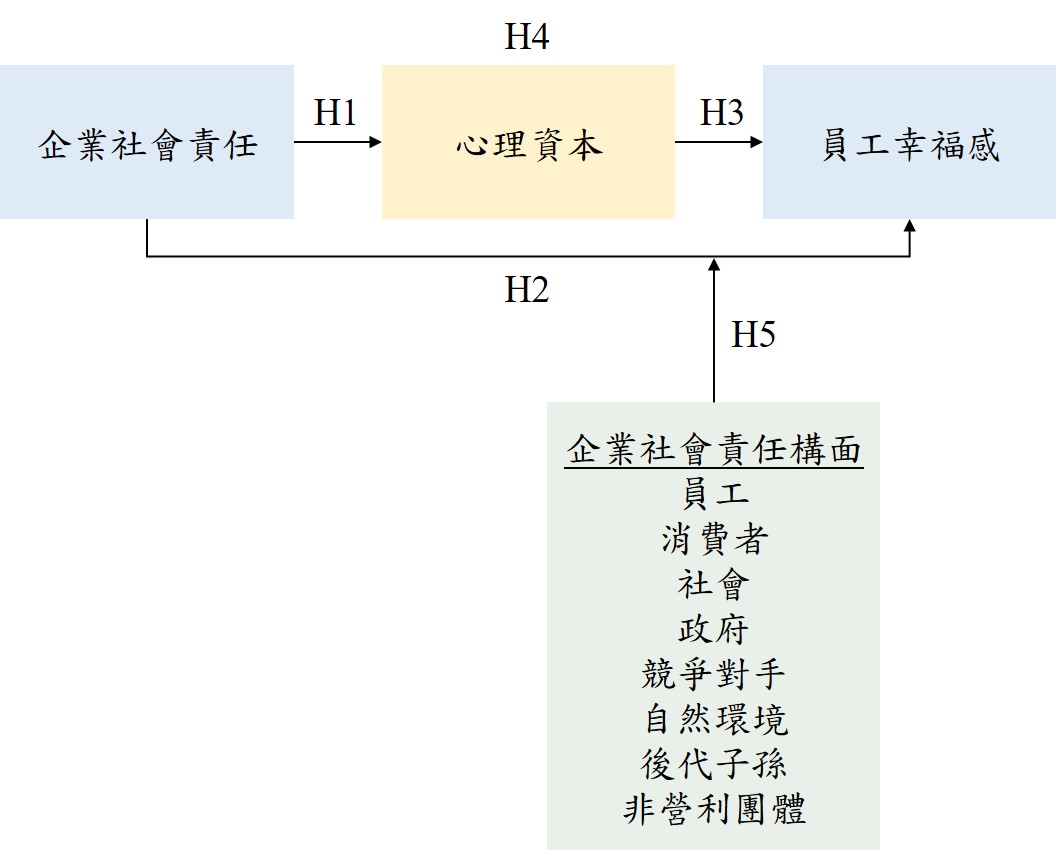 H4
企業社會責任
H1
心理資本
H3
員工幸福感
H2
H5
企業社會責任構面
員工
消費者
社會
政府
競爭對手
自然環境
後代子孫
非營利團體